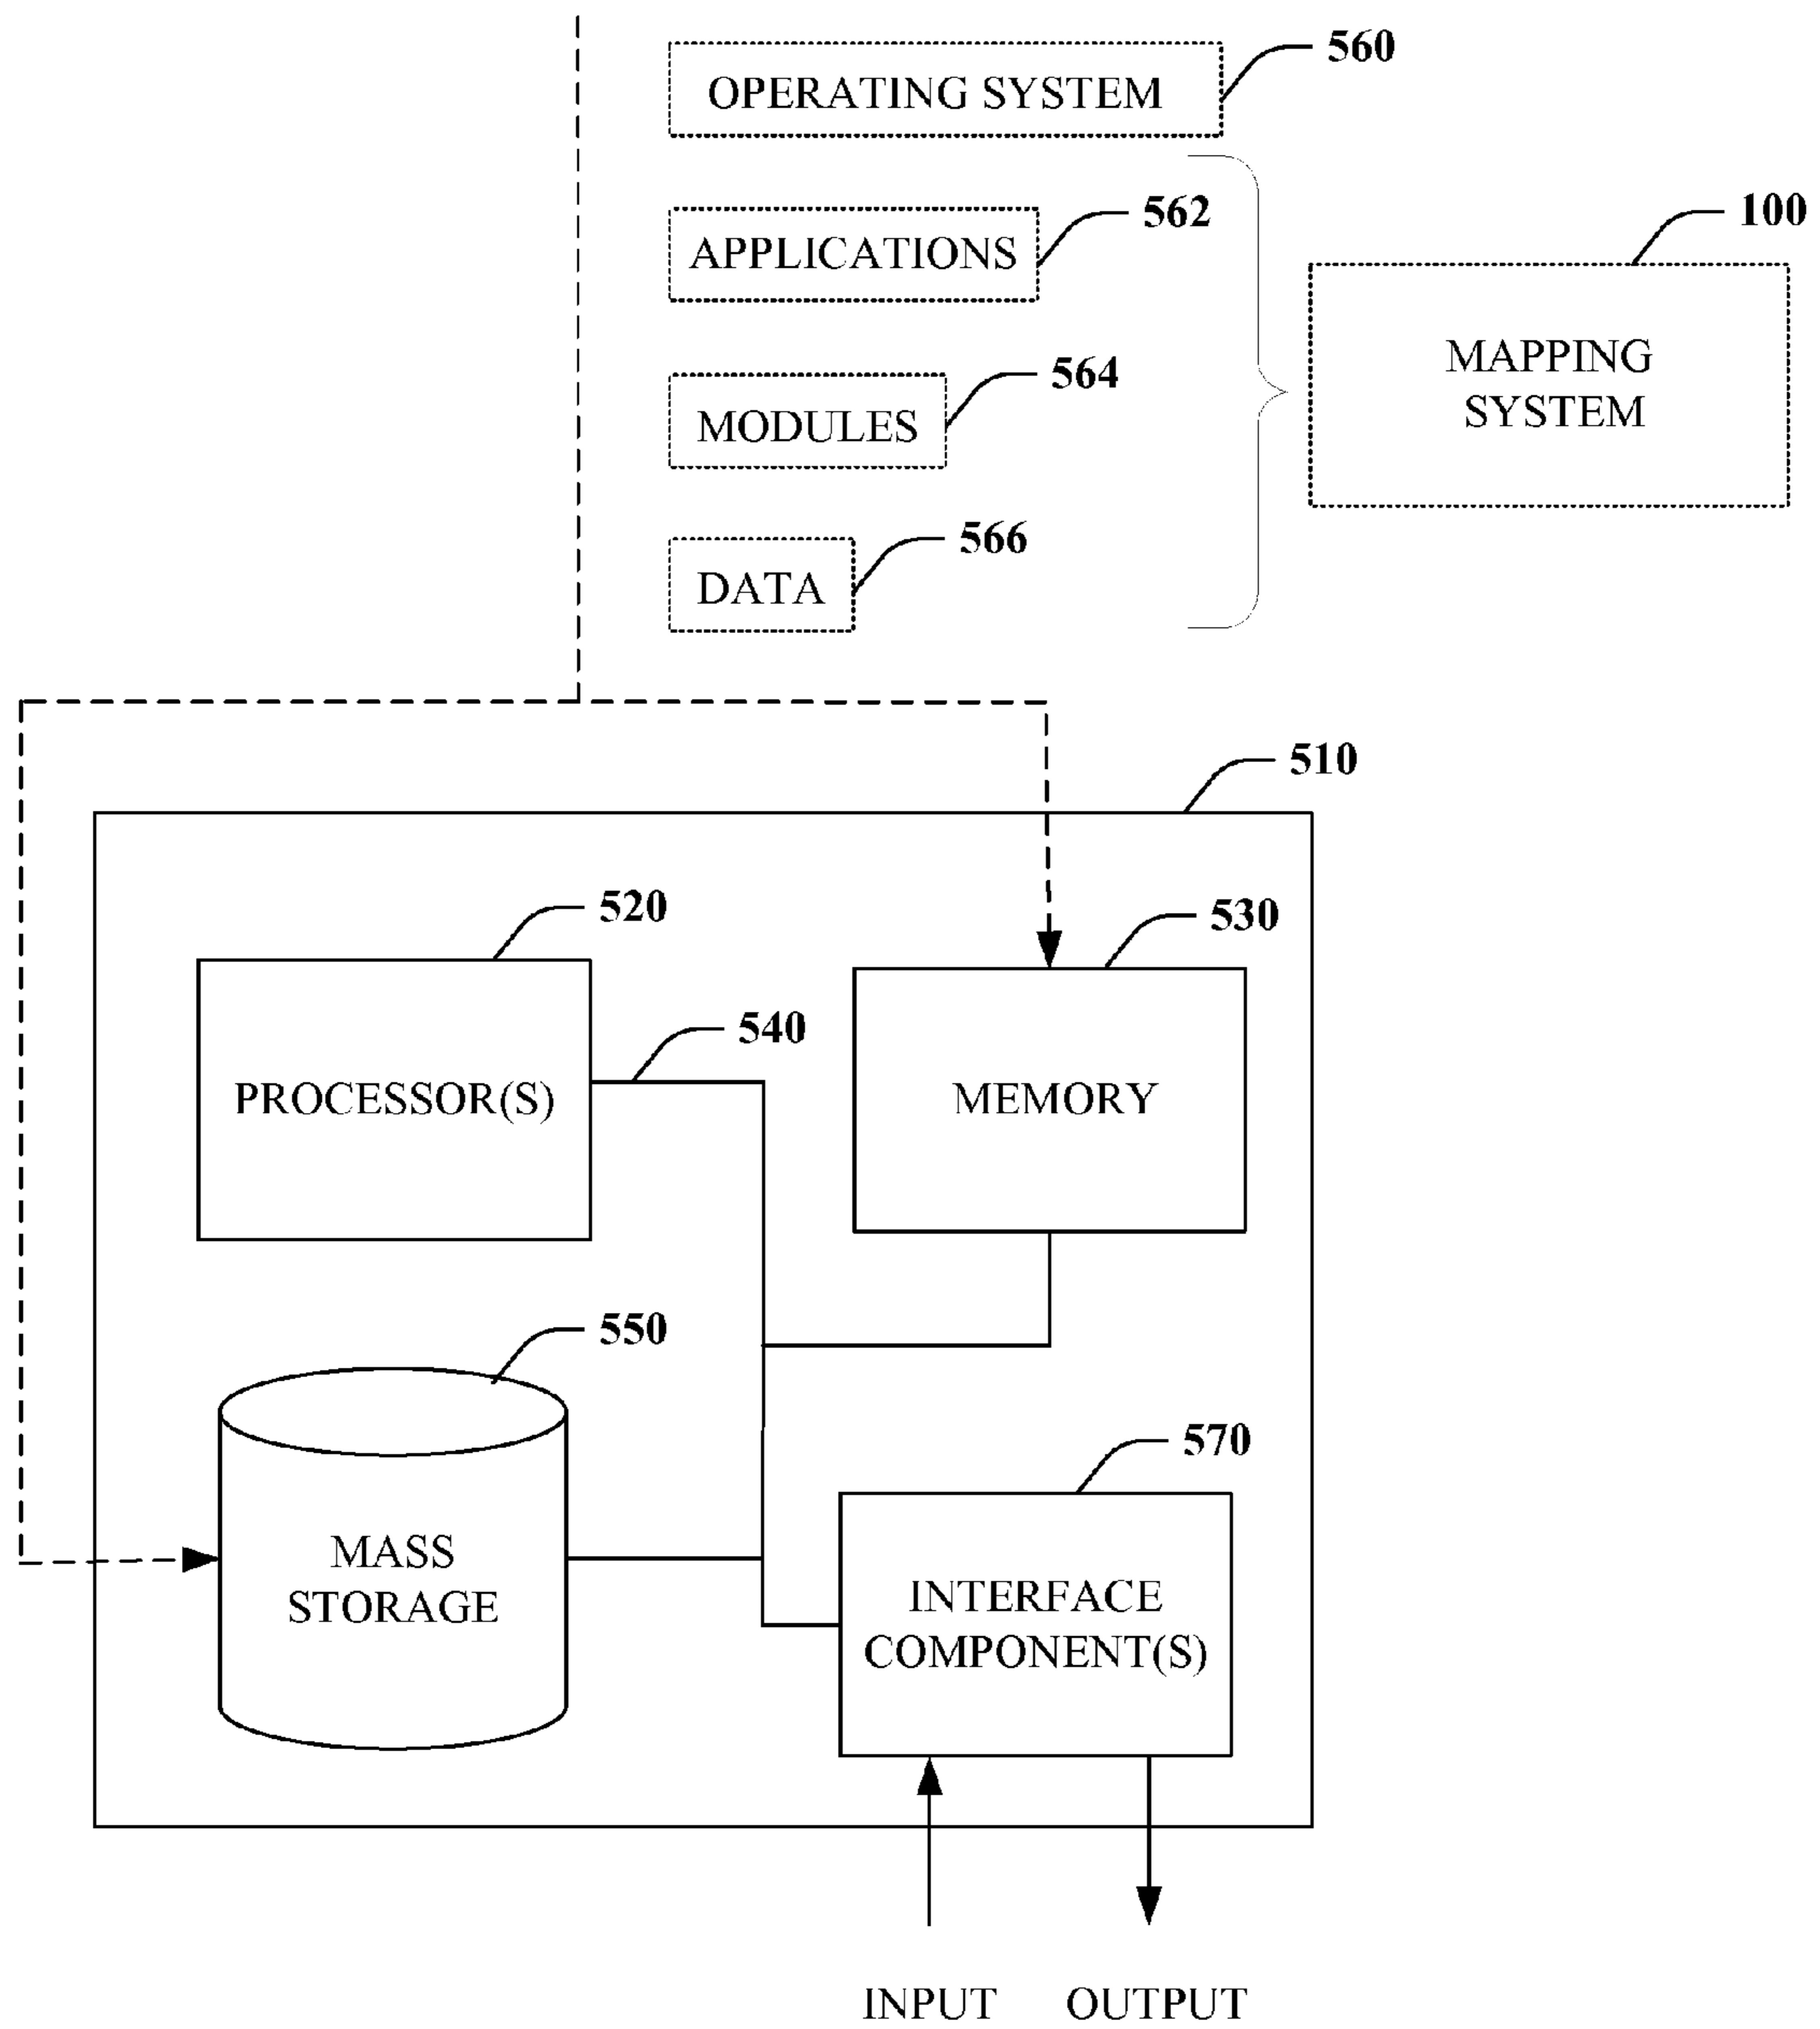 560
OPERATING SYSTEM
562
APPLICATIONS
100
MAPPING
SYSTEM
564
MODULES
566
DATA
510
520
PROCESSOR(S)
530
MEMORY
540
550
MASS
STORAGE
570
INTERFACE
COMPONENT(S)
INPUT
OUTPUT